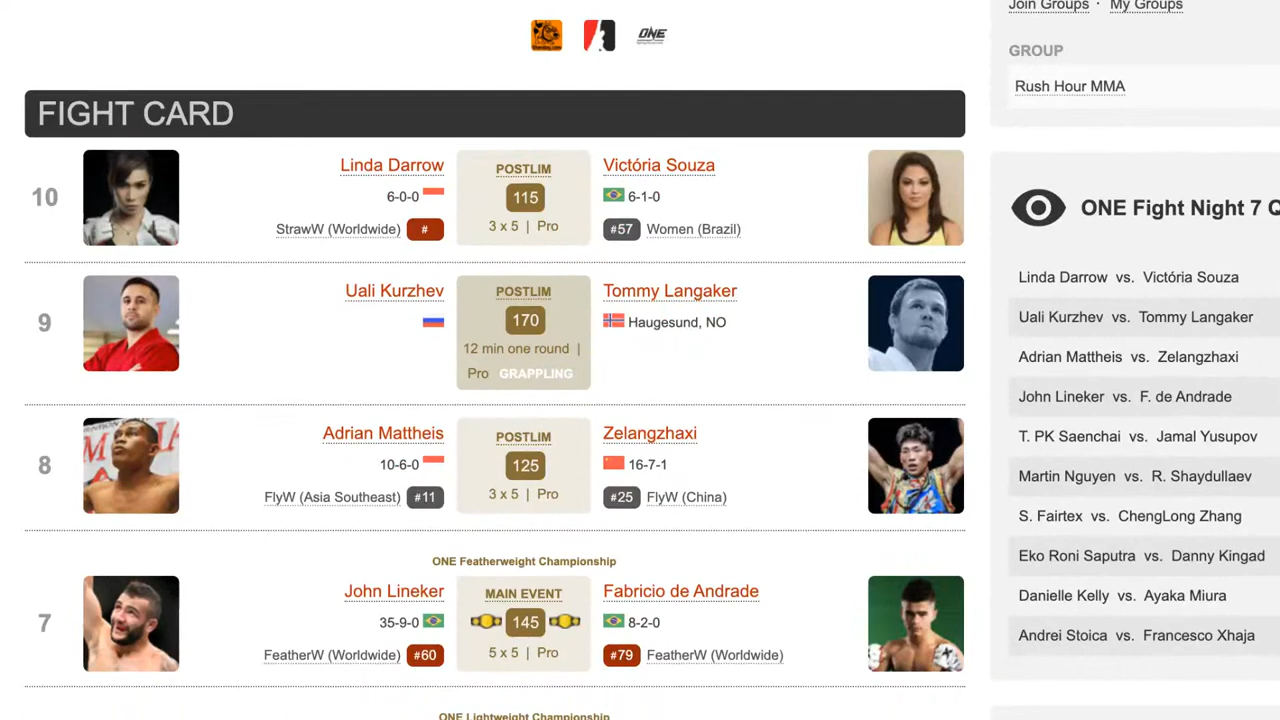 Join Groups · My Groups
GROUP
Rush Hour MMA
ONE
FIGHT CARD
10
Linda Darrow
6-0-0
StrawW (Worldwide) #
POSTLIM
115
3 x 5 | Pro
Victória Souza
6-1-0
#57 Women (Brazil)
9
Uali Kurzhev
POSTLIM
170
12 min one round |
Pro GRAPPLING
Tommy Langaker
Haugesund, NO
8
Adrian Mattheis
10-6-0
FlyW (Asia Southeast) #11
POSTLIM
125
3 x 5 | Pro
Zelangzhaxi
16-7-1
#25 FlyW (China)
ONE Featherweight Championship
7
John Lineker
35-9-0
FeatherW (Worldwide) #60
MAIN EVENT
145
5 x 5 | Pro
Fabricio de Andrade
8-2-0
#79 FeatherW (Worldwide)
ONE Lightweight Championship
ONE Fight Night 7 Q
Linda Darrow vs. Victória Souza
Uali Kurzhev vs. Tommy Langaker
Adrian Mattheis vs. Zelangzhaxi
John Lineker vs. F. de Andrade
T. PK Saenchai vs. Jamal Yusupov
Martin Nguyen vs. R. Shaydullaev
S. Fairtex vs. ChengLong Zhang
Eko Roni Saputra vs. Danny Kingad
Danielle Kelly vs. Ayaka Miura
Andrei Stoica vs. Francesco Xhaja